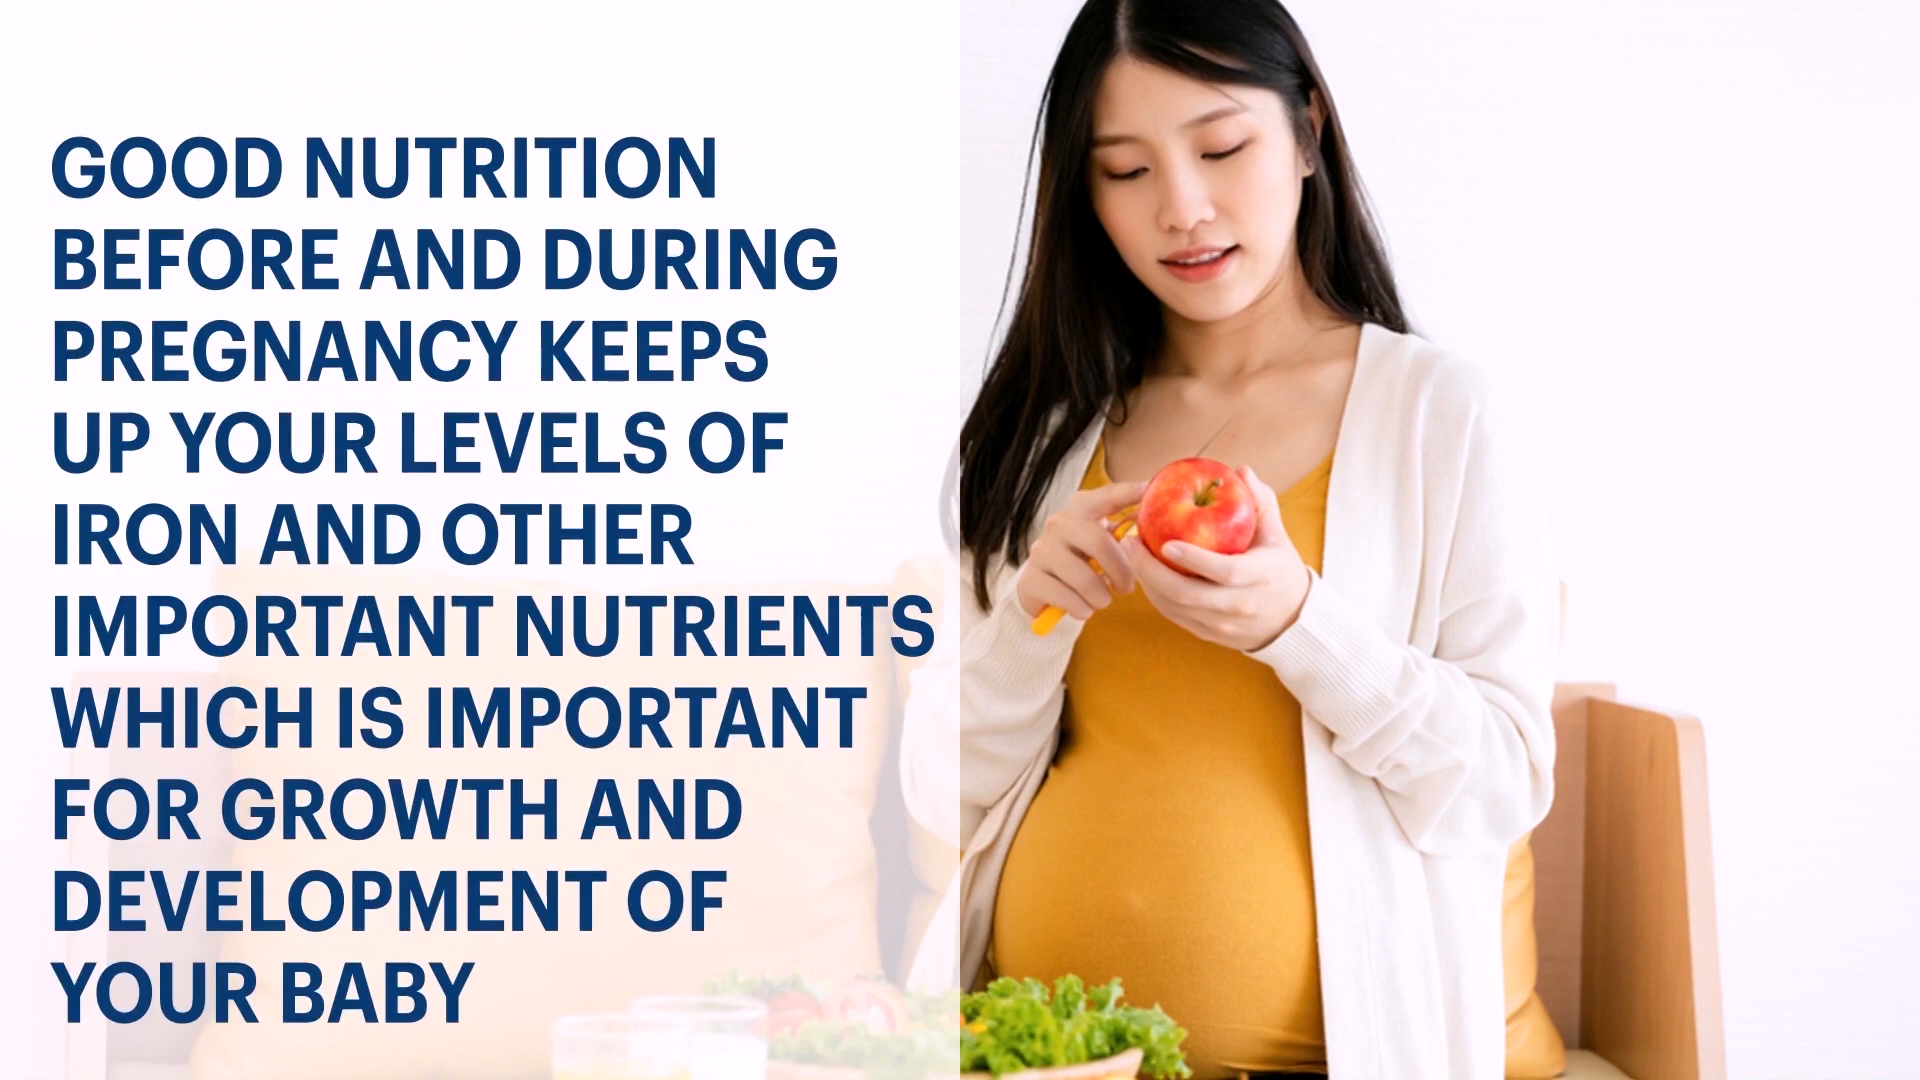 GOOD NUTRITION
BEFORE AND DURING
PREGNANCY KEEPS
UP YOUR LEVELS OF
IRON AND OTHER
IMPORTANT NUTRIENTS
WHICH IS IMPORTANT
FOR GROWTH AND
DEVELOPMENT OF
YOUR BABY